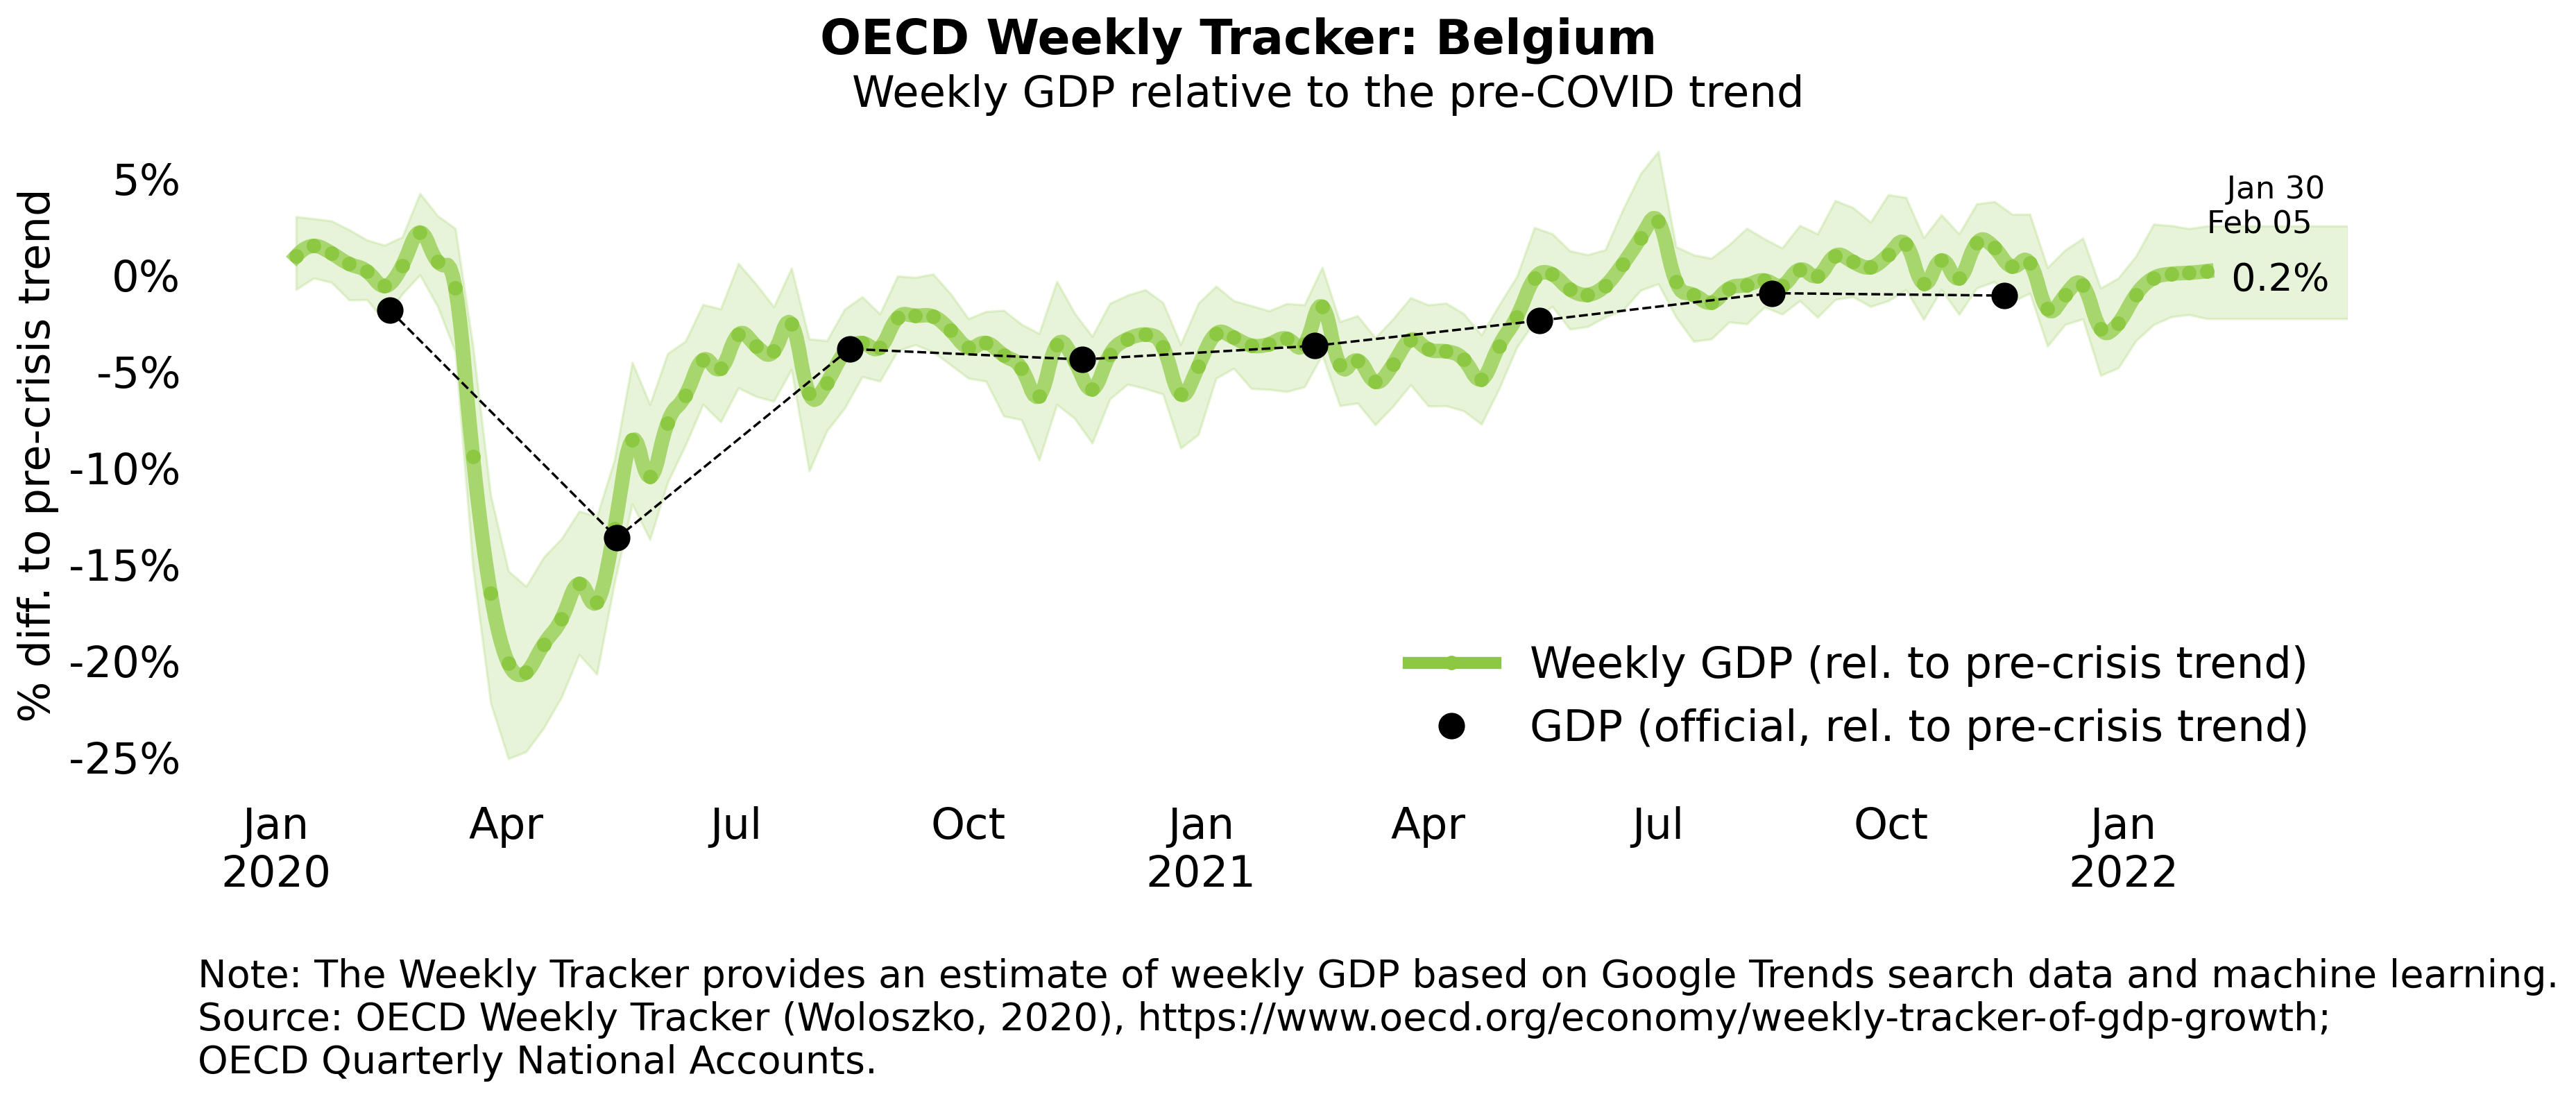 OECD Weekly Tracker: Belgium
Weekly GDP relative to the pre-COVID trend
% diff. to pre-crisis trend
5%
0%
-5%
-10%
-15%
-20%
-25%
Jan 30
Feb 05
0.2%
Weekly GDP (rel. to pre-crisis trend)
GDP (official, rel. to pre-crisis trend)
Jan Apr Jul Oct Jan Apr Jul Oct Jan
2020 2021 2022
Note: The Weekly Tracker provides an estimate of weekly GDP based on Google Trends search data and machine learning.
Source: OECD Weekly Tracker (Woloszko, 2020), https://www.oecd.org/economy/weekly-tracker-of-gdp-growth;
OECD Quarterly National Accounts.